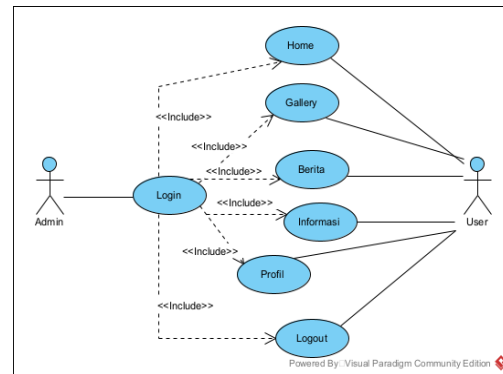 Home
<<Include>>
Gallery
<<Include>>
<<Include>>
Berita
Login
Admin
User
<<Include>>
Informasi
<<Include>>
Profil
<<Include>>
Logout
Powered By Visual Paradigm Community Edition